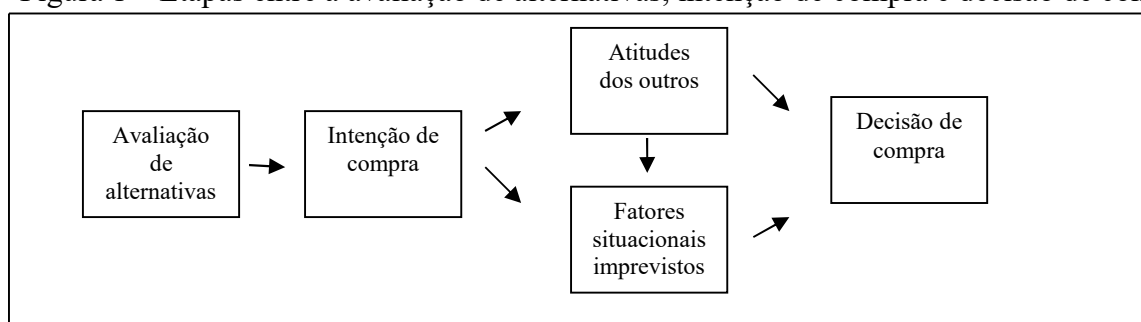 Avaliação
de
alternativas
Intenção de
compra
Atitudes
dos outros
Fatores
situacionais
imprevistos
Decisão de
compra